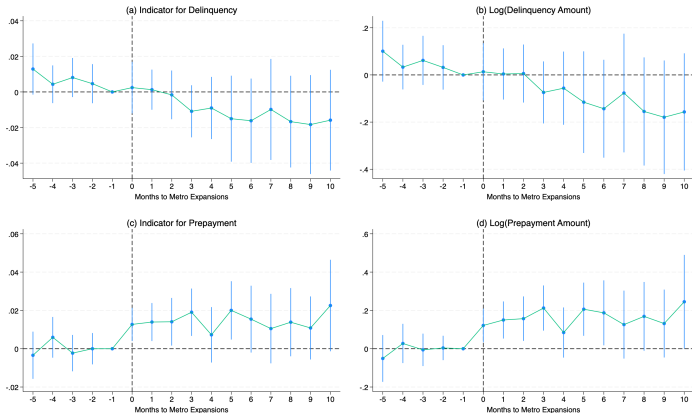 (a) Indicator for Delinquency
.04
.02
0
-.02
-.04
-5 -4 -3 -2 -1 0 1 2 3 4 5 6 7 8 9 10
Months to Metro Expansions
(b) Log(Delinquency Amount)
.2
0
-.2
-.4
-5 -4 -3 -2 -1 0 1 2 3 4 5 6 7 8 9 10
Months to Metro Expansions
(c) Indicator for Prepayment
.06
.04
.02
0
-.02
-5 -4 -3 -2 -1 0 1 2 3 4 5 6 7 8 9 10
Months to Metro Expansions
(d) Log(Prepayment Amount)
.6
.4
.2
0
-.2
-5 -4 -3 -2 -1 0 1 2 3 4 5 6 7 8 9 10
Months to Metro Expansions